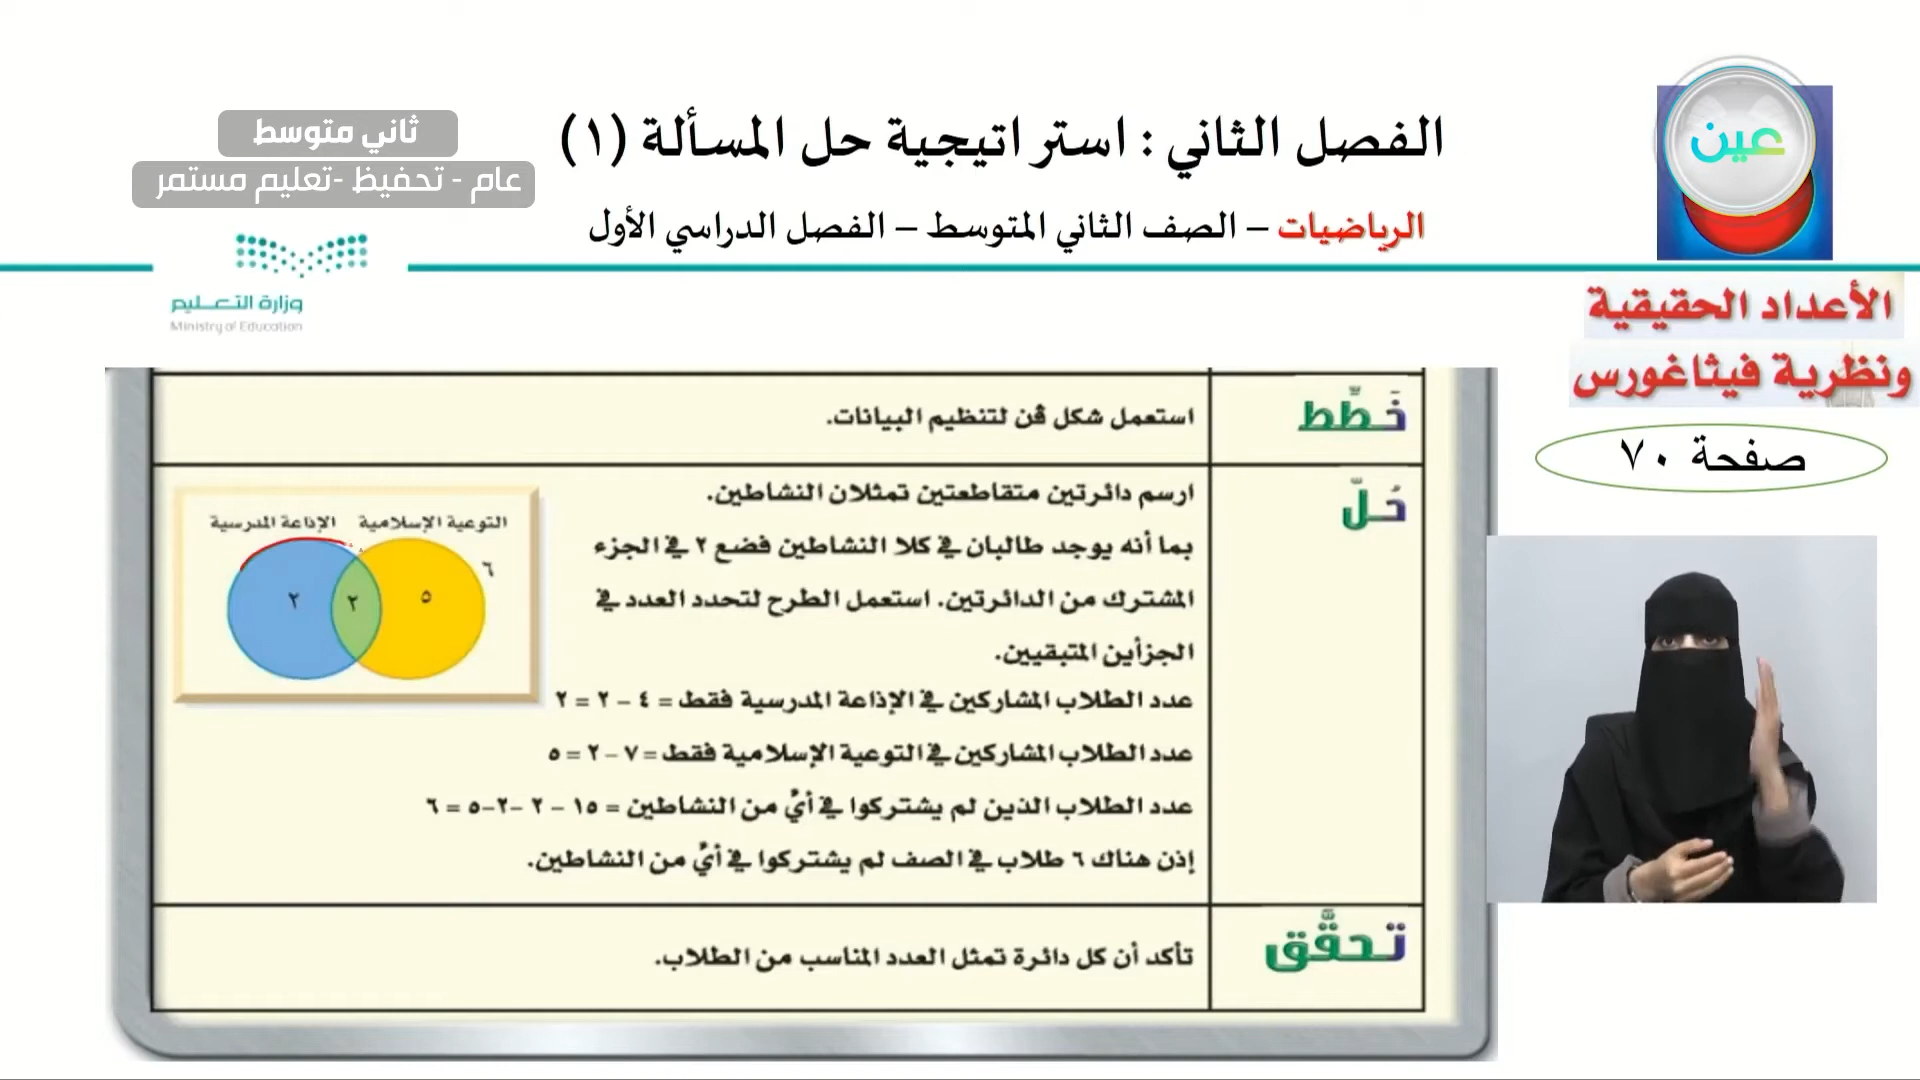 الفصل الثاني : استراتيجية حل المسألة (١)
الرياضيات – الصف الثاني المتوسط – الفصل الدراسي الأول
عين
ثاني متوسط
عام - تحفيظ -تعليم مستمر
وزارة التعليم
Ministry of Education
الأعداد الحقيقية
ونظرية فيثاغورس
صفحة ٧٠
خَطِّط
استعمل شكل ڤن لتنظيم البيانات.
حُلّ
ارسم دائرتين متقاطعتين تمثلان النشاطين.
بما أنه يوجد طالبان في كلا النشاطين فضع ٢ في الجزء
المشترك من الدائرتين. استعمل الطرح لتحدد العدد في
الجزأين المتبقيين.
عدد الطلاب المشاركين في الإذاعة المدرسية فقط = ٤ – ٢ = ٢
عدد الطلاب المشاركين في التوعية الإسلامية فقط = ٧ – ٢ = ٥
عدد الطلاب الذين لم يشتركوا في أيٍّ من النشاطين = ١٥ – ٢ –٢–٥ = ٦
إذن هناك ٦ طلاب في الصف لم يشتركوا في أيٍّ من النشاطين.
التوعية الإسلامية
الإذاعة المدرسية
٦
٥
٢
٢
تحقَّق
تأكد أن كل دائرة تمثل العدد المناسب من الطلاب.